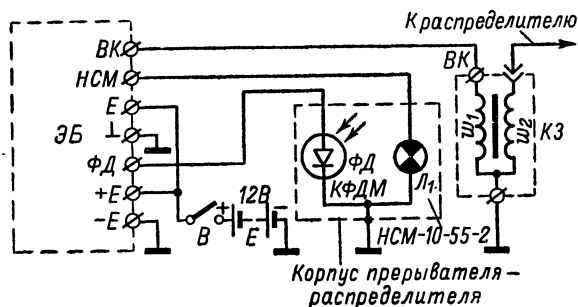 К распределителю
ВК
ВК
НСМ
Е
ЭБ
⊥
ФД
+Е
−Е
12В
+
−
В
Е
ФД
КФДМ
Л1
W1
W2
КЗ
НСМ-10-55-2
Корпус прерывателя –
распределителя